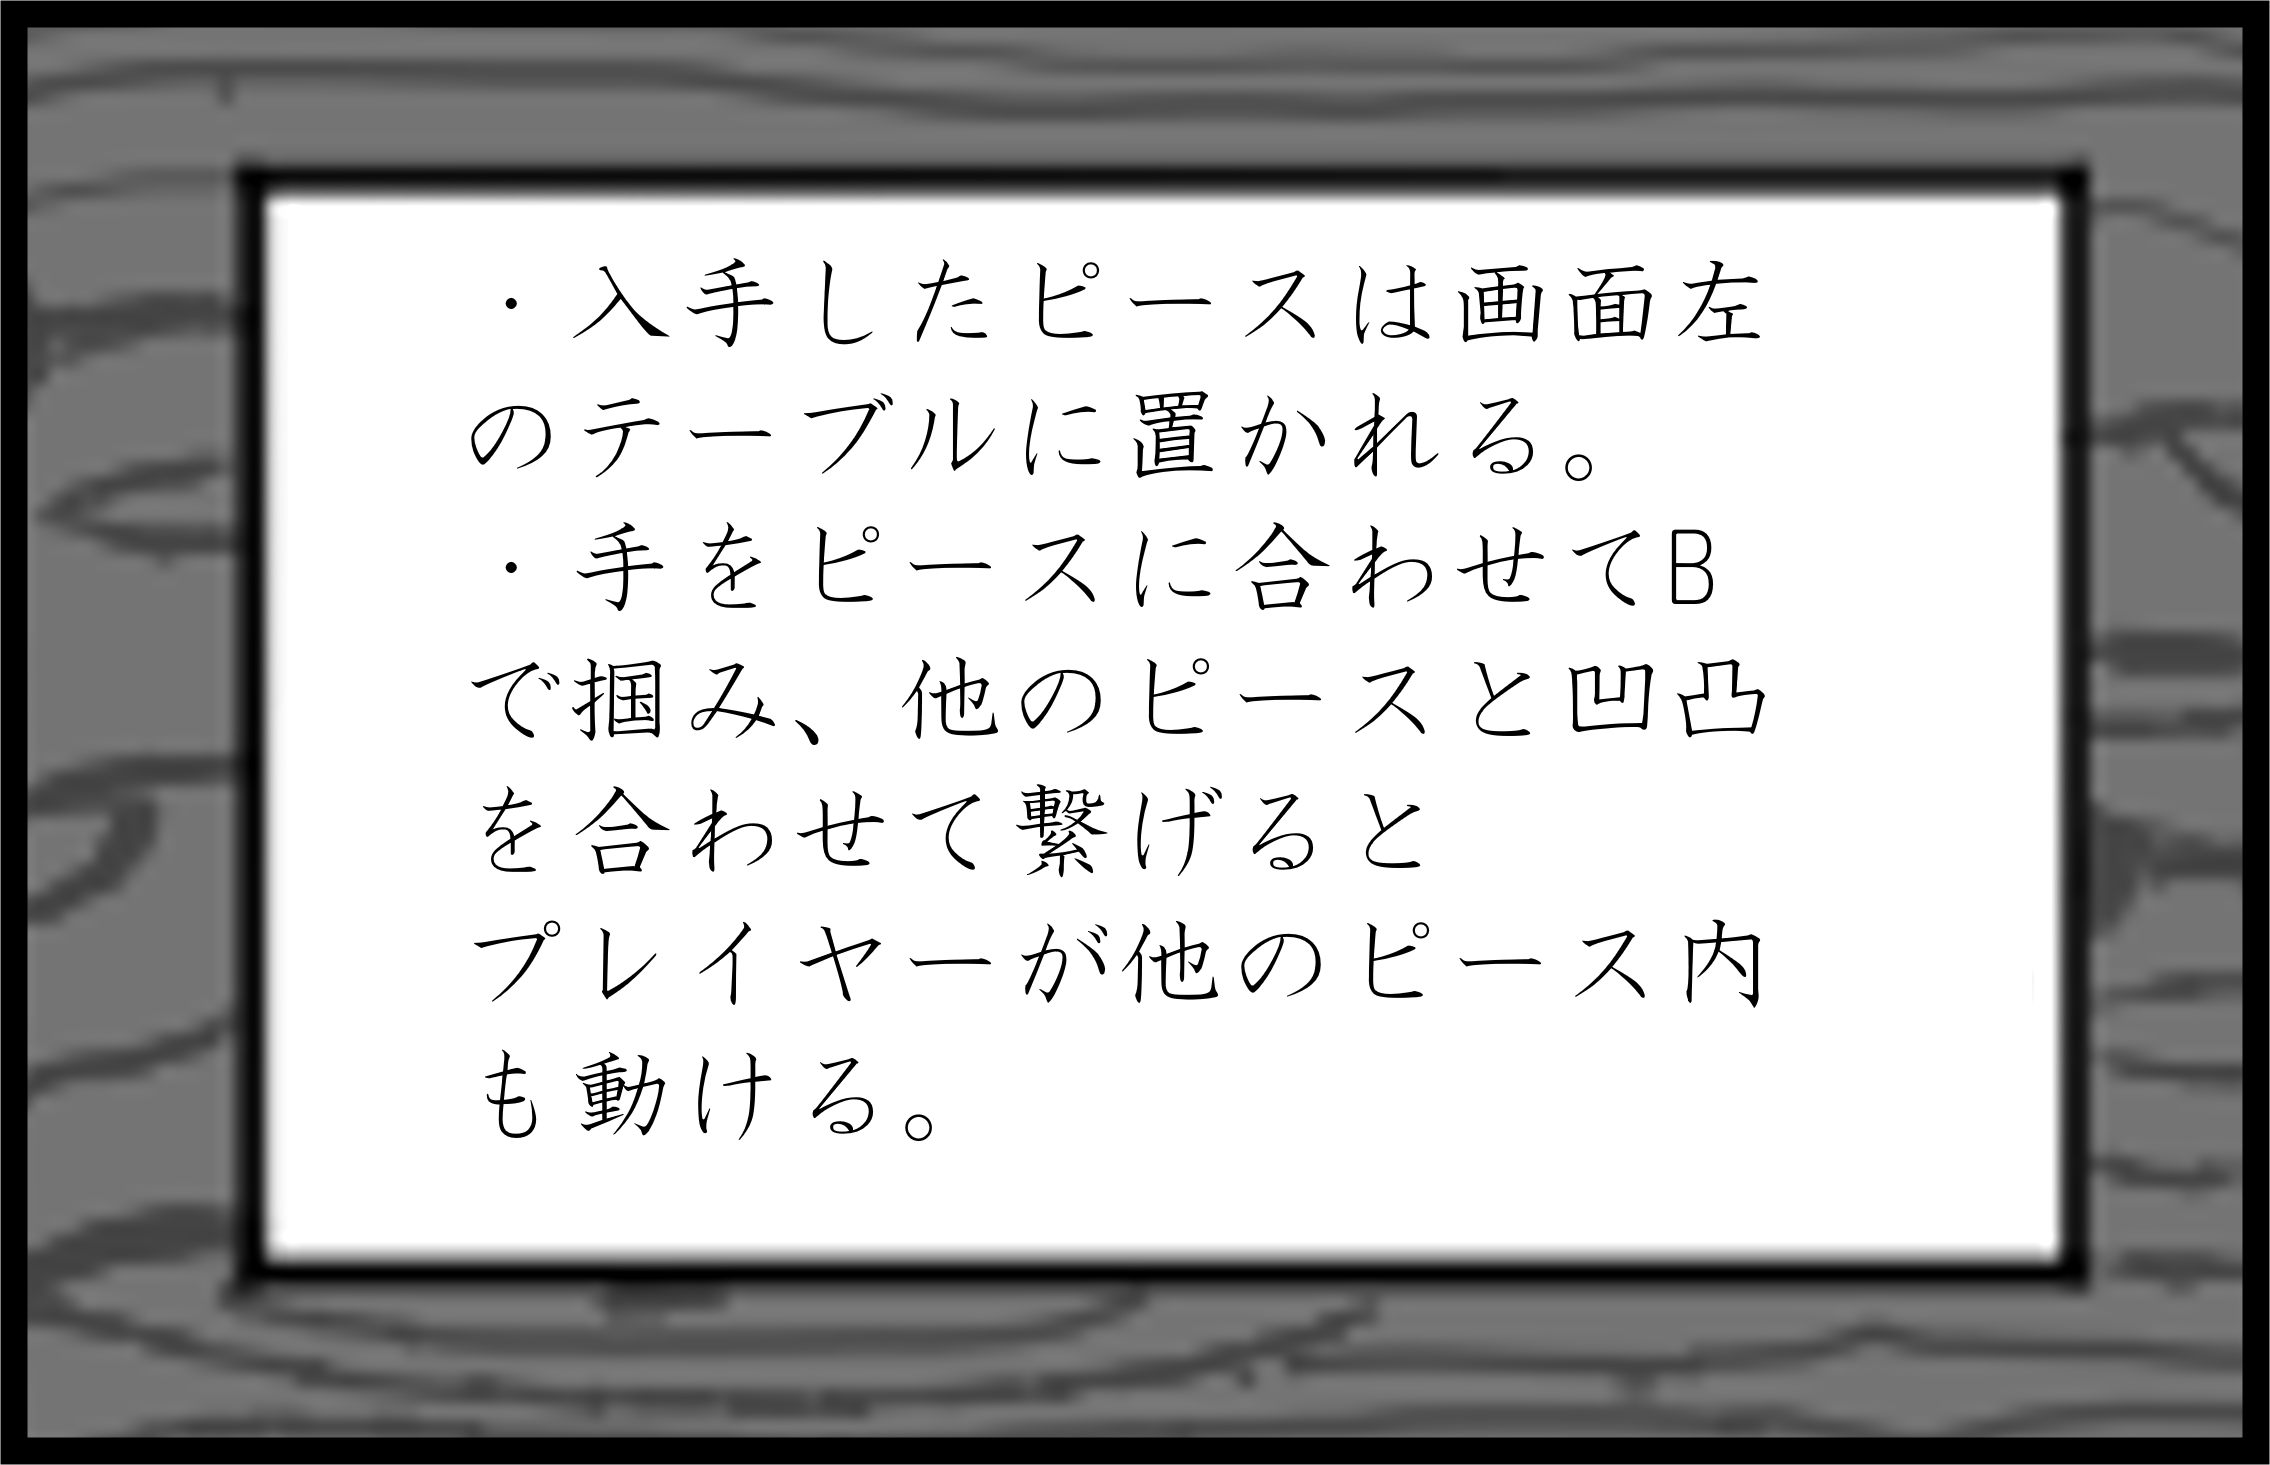 ・入手したピースは画面左
のテーブルに置かれる。
・手をピースに合わせてB
で掴み、他のピースと凹凸
を合わせて繋げると
プレイヤーが他のピース内
も動ける。